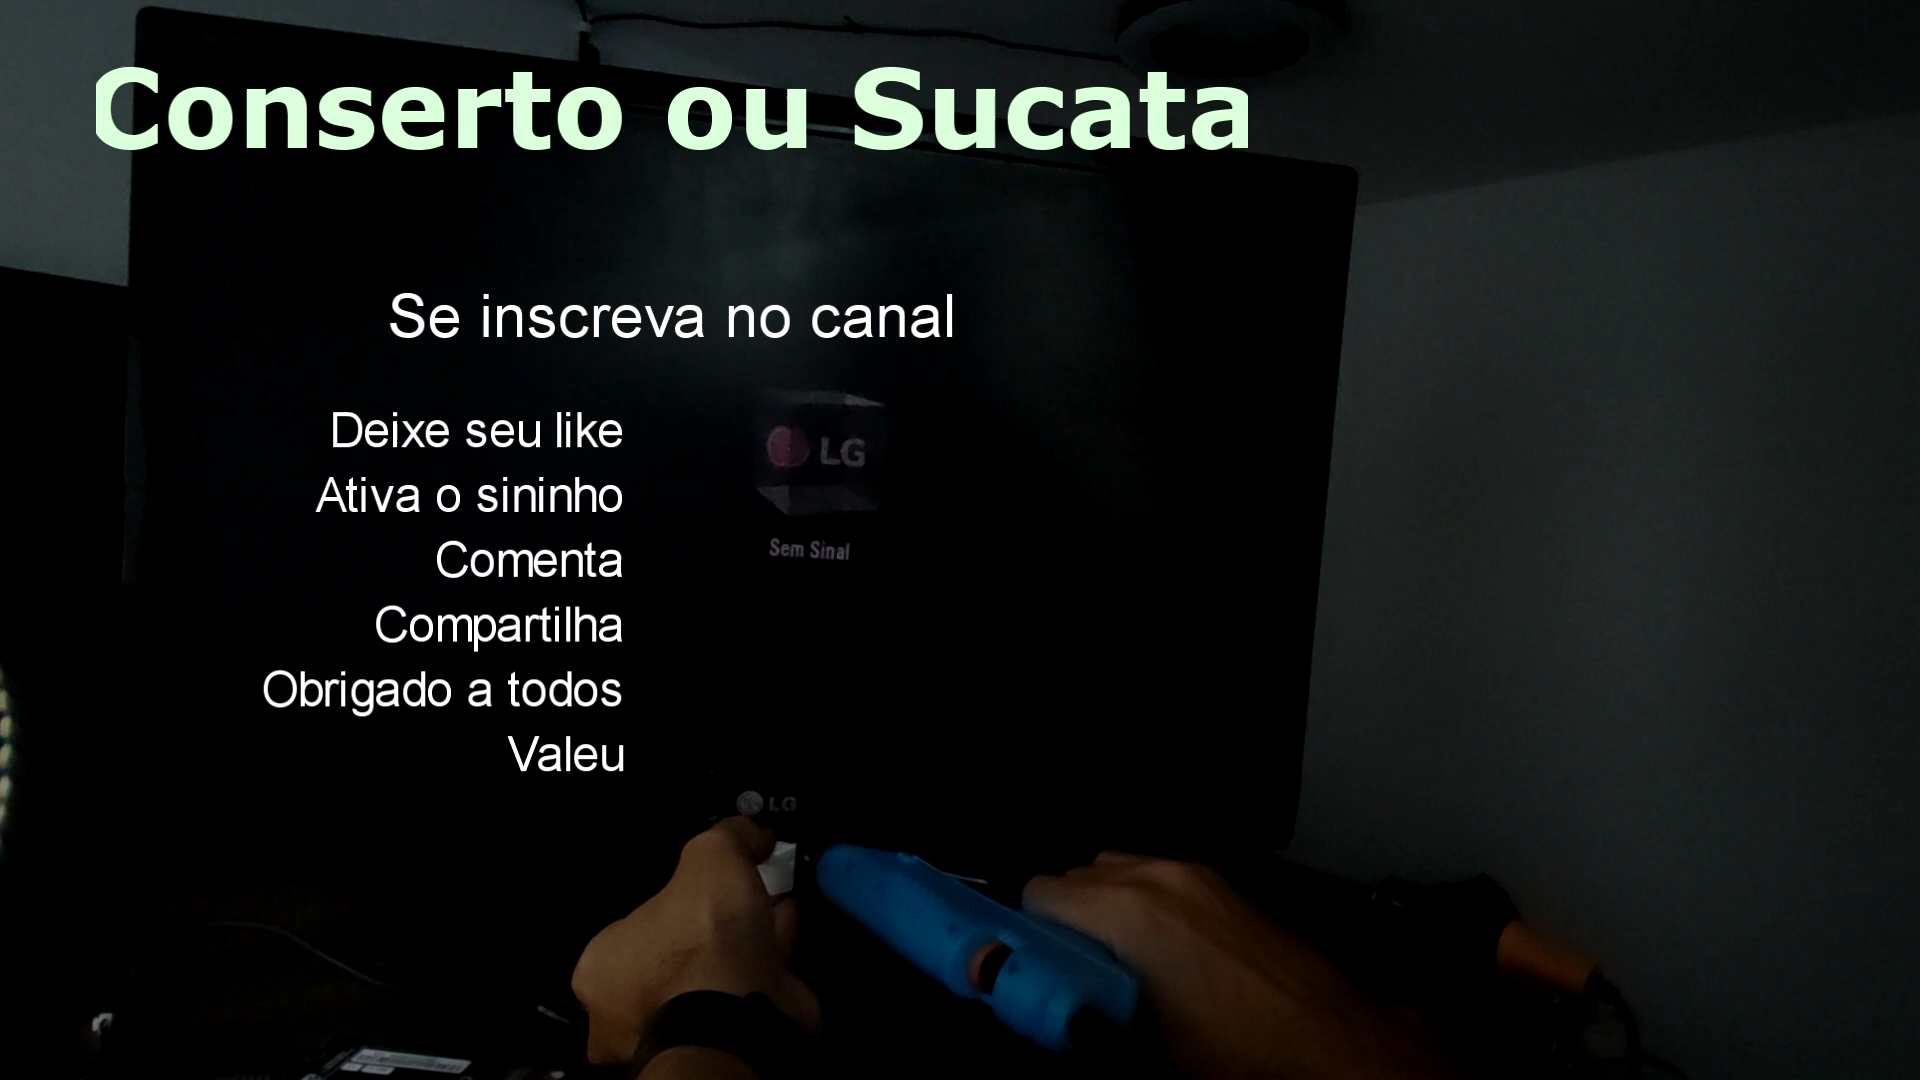 Conserto ou Sucata
Se inscreva no canal
Deixe seu like
Ativa o sininho
Comenta
Compartilha
Obrigado a todos
Valeu
LG
Sem Sinal
LG